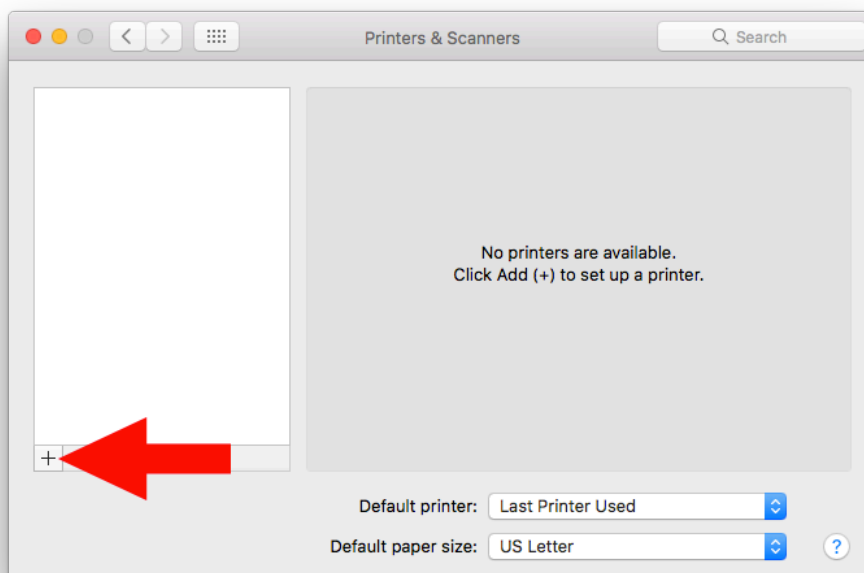 Printers & Scanners
Search
No printers are available.
Click Add (+) to set up a printer.
+
Default printer: Last Printer Used
Default paper size: US Letter
?